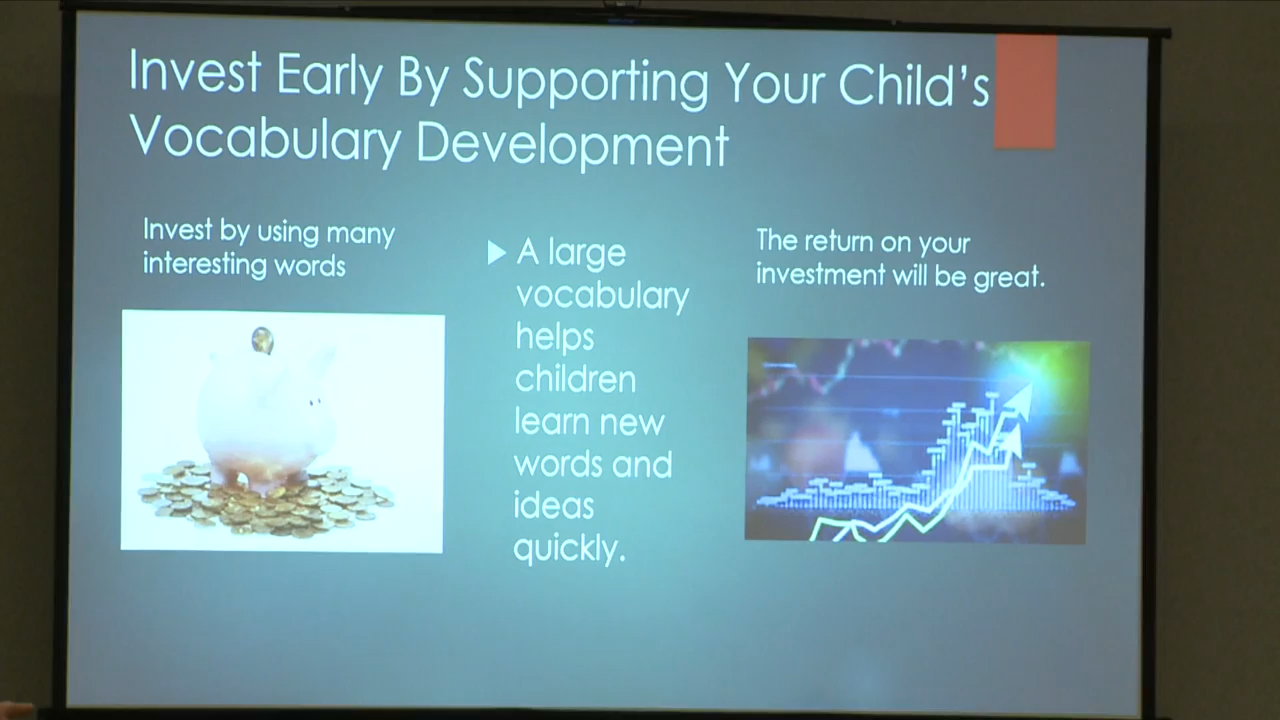 Invest Early By Supporting Your Child's
Vocabulary Development
Invest by using many
interesting words
A large
vocabulary
helps
children
learn new
words and
ideas
quickly.
The return on your
investment will be great.